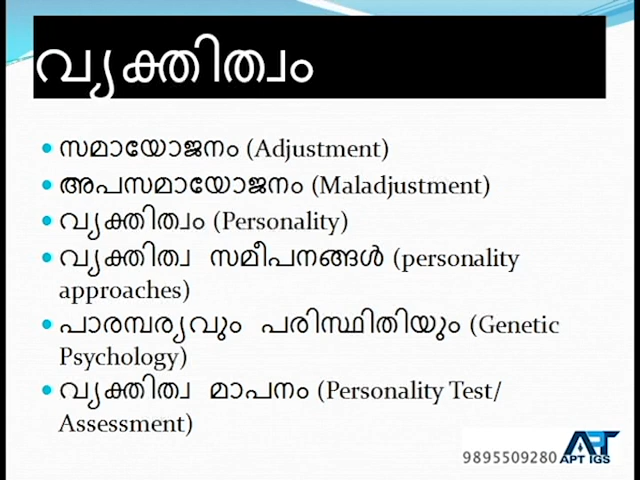 വ്യക്തിത്വം
സമായോജനം (Adjustment)
അപസമായോജനം (Maladjustment)
വ്യക്തിത്വം (Personality)
വ്യക്തിത്വ സമീപനങ്ങൾ (personality
approaches)
പാരമ്പര്യവും പരിസ്ഥിതിയും (Genetic
Psychology)
വ്യക്തിത്വ മാപനം (Personality Test/
Assessment)
9895509280
APT
APT IGS